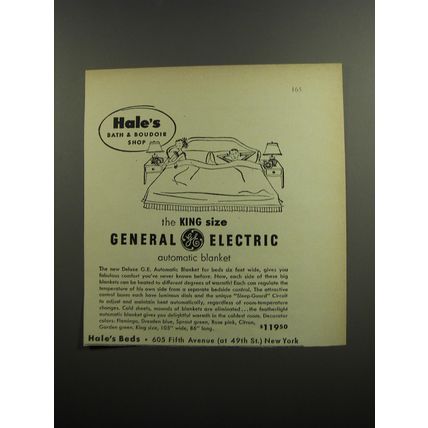 165
Hale's
BATH & BOUDOIR
SHOP
the KING size
GENERAL GE ELECTRIC
automatic blanket
The new Deluxe G.E. Automatic Blanket for beds six feet wide, gives you
fabulous comfort you've never known before. Now, each side of these big
blankets can be heated to different degrees of warmth! Each can regulate the
temperature of his own side from a separate bedside control. The attractive
control boxes each have luminous dials and the unique "Sleep-Guard" Circuit
to adjust and maintain heat automatically, regardless of room-temperature
changes. Cold sheets, mounds of blankets are eliminated...the featherlight
automatic blanket gives you delightful warmth in the coldest room. Decorator
colors: Flamingo, Dresden blue, Sprout green, Rose pink, Citron,
Garden green. King size, 105" wide, 86" long. $119.50
Hale's Beds • 605 Fifth Avenue (at 49th St.) New York